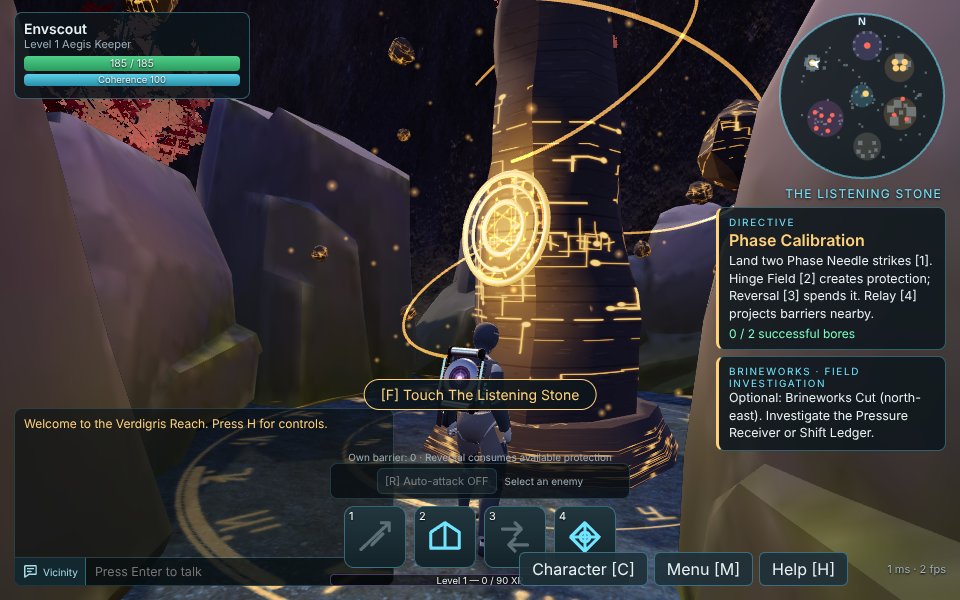 Envscout
Level 1 Aegis Keeper
185 / 185
Coherence 100
N
THE LISTENING STONE
DIRECTIVE
Phase Calibration
Land two Phase Needle strikes [1].
Hinge Field [2] creates protection;
Reversal [3] spends it. Relay [4]
projects barriers nearby.
0 / 2 successful bores
BRINEWORKS · FIELD
INVESTIGATION
Optional: Brineworks Cut (north-
east). Investigate the Pressure
Receiver or Shift Ledger.
[F] Touch The Listening Stone
Welcome to the Verdigris Reach. Press H for controls.
Own barrier: 0 · Reversal consumes available protection
[R] Auto-attack OFF
Select an enemy
1
2
3
4
Vicinity
Press Enter to talk
Level 1 — 0 / 90
Character [C]
Menu [M]
Help [H]
1 ms · 2 fps